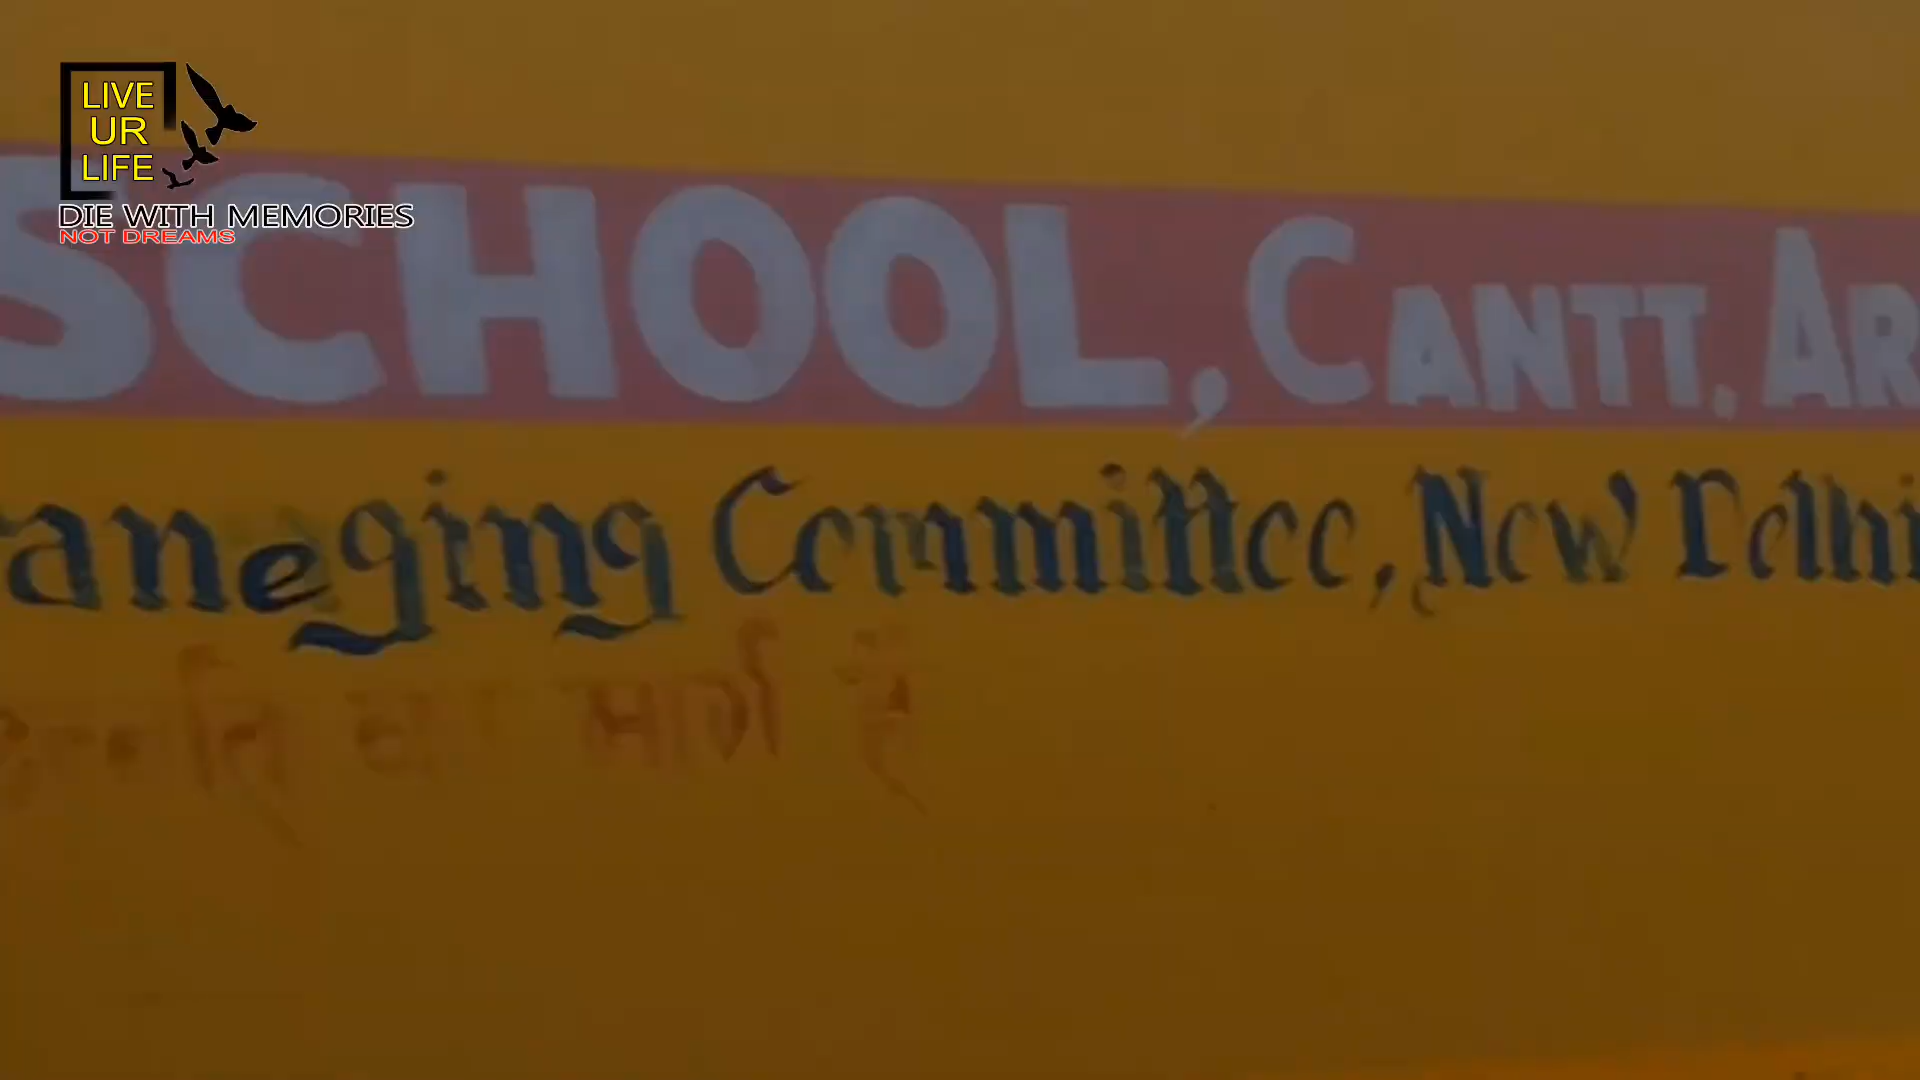 LIVE
UR
LIFE
DIE WITH MEMORIES
NOT DREAMS
SCHOOL, CANTT, AR
aneging Committee, New Delhi
का मार्ग है